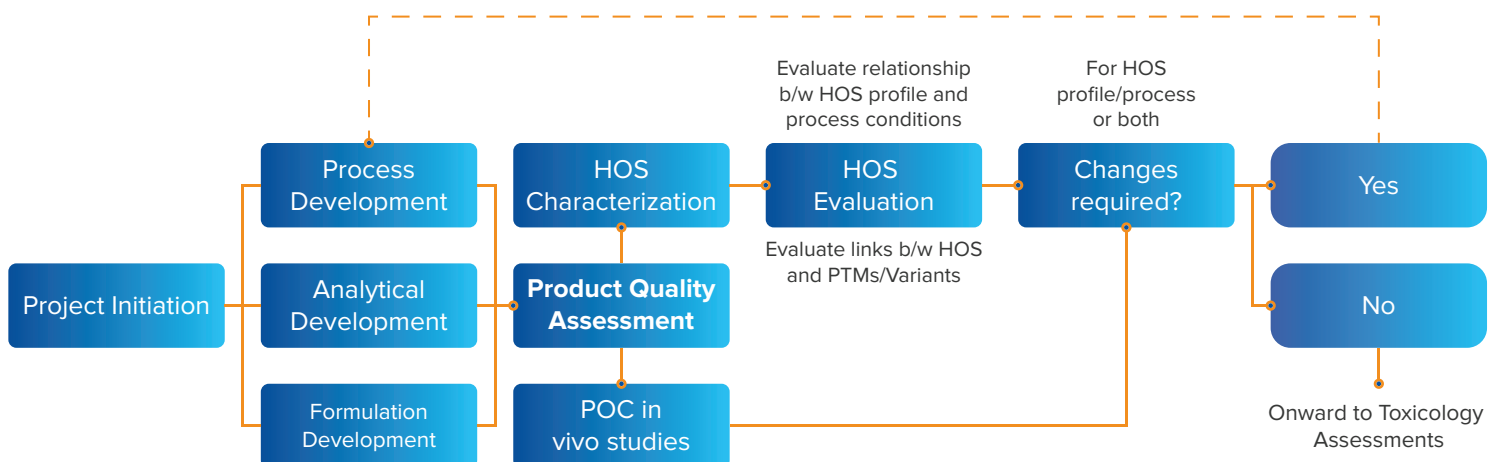 Project Initiation
Process
Development
Analytical
Development
Formulation
Development
HOS
Characterization
Product Quality
Assessment
POC in
vivo studies
Evaluate relationship
b/w HOS profile and
process conditions
HOS
Evaluation
Evaluate links b/w HOS
and PTMs/Variants
For HOS
profile/process
or both
Changes
required?
Yes
No
Onward to Toxicology
Assessments